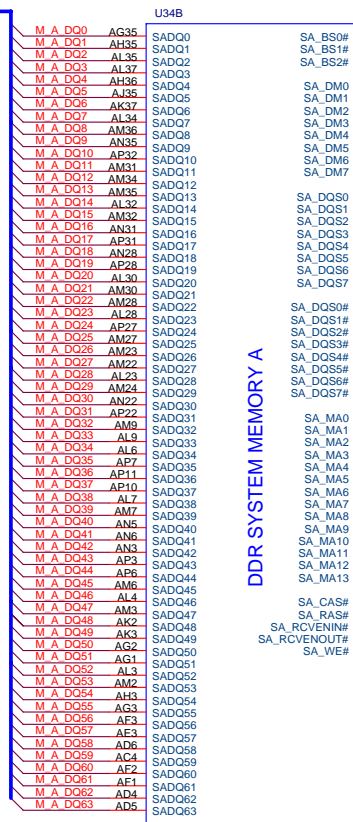 U34B
M_A_DQ0 AG35 SADQ0 SA_BS0#
M_A_DQ1 AH35 SADQ1 SA_BS1#
M_A_DQ2 AL35 SADQ2 SA_BS2#
M_A_DQ3 AL37 SADQ3
M_A_DQ4 AH36 SADQ4 SA_DM0
M_A_DQ5 AJ35 SADQ5 SA_DM1
M_A_DQ6 AK37 SADQ6 SA_DM2
M_A_DQ7 AL34 SADQ7 SA_DM3
M_A_DQ8 AM36 SADQ8 SA_DM4
M_A_DQ9 AN35 SADQ9 SA_DM5
M_A_DQ10 AP32 SADQ10 SA_DM6
M_A_DQ11 AM31 SADQ11 SA_DM7
M_A_DQ12 AM34 SADQ12
M_A_DQ13 AM35 SADQ13 SA_DQS0
M_A_DQ14 AL32 SADQ14 SA_DQS1
M_A_DQ15 AM32 SADQ15 SA_DQS2
M_A_DQ16 AN31 SADQ16 SA_DQS3
M_A_DQ17 AP31 SADQ17 SA_DQS4
M_A_DQ18 AN28 SADQ18 SA_DQS5
M_A_DQ19 AP28 SADQ19 SA_DQS6
M_A_DQ20 AL30 SADQ20 SA_DQS7
M_A_DQ21 AM30 SADQ21
M_A_DQ22 AM28 SADQ22 SA_DQS0#
M_A_DQ23 AL28 SADQ23 SA_DQS1#
M_A_DQ24 AP27 SADQ24 SA_DQS2#
M_A_DQ25 AM27 SADQ25 SA_DQS3#
M_A_DQ26 AM23 SADQ26 SA_DQS4#
M_A_DQ27 AM22 SADQ27 SA_DQS5#
M_A_DQ28 AL23 SADQ28 SA_DQS6#
M_A_DQ29 AM24 SADQ29 SA_DQS7#
M_A_DQ30 AN22 SADQ30
M_A_DQ31 AP22 SADQ31 SA_MA0
M_A_DQ32 AM9 SADQ32 SA_MA1
M_A_DQ33 AL9 SADQ33 SA_MA2
M_A_DQ34 AL6 SADQ34 SA_MA3
M_A_DQ35 AP7 SADQ35 SA_MA4
M_A_DQ36 AP11 SADQ36 SA_MA5
M_A_DQ37 AP10 SADQ37 SA_MA6
M_A_DQ38 AL7 SADQ38 SA_MA7
M_A_DQ39 AM7 SADQ39 SA_MA8
M_A_DQ40 AN5 SADQ40 SA_MA9
M_A_DQ41 AN6 SADQ41 SA_MA10
M_A_DQ42 AN3 SADQ42 SA_MA11
M_A_DQ43 AP3 SADQ43 SA_MA12
M_A_DQ44 AP6 SADQ44 SA_MA13
M_A_DQ45 AM6 SADQ45
M_A_DQ46 AL4 SADQ46 SA_CAS#
M_A_DQ47 AM3 SADQ47 SA_RAS#
M_A_DQ48 AK2 SADQ48 SA_RCVENIN#
M_A_DQ49 AK3 SADQ49 SA_RCVENOUT#
M_A_DQ50 AG2 SADQ50 SA_WE#
M_A_DQ51 AG1 SADQ51
M_A_DQ52 AL3 SADQ52
M_A_DQ53 AM2 SADQ53
M_A_DQ54 AH3 SADQ54
M_A_DQ55 AG3 SADQ55
M_A_DQ56 AF3 SADQ56
M_A_DQ57 AE3 SADQ57
M_A_DQ58 AD6 SADQ58
M_A_DQ59 AC4 SADQ59
M_A_DQ60 AF2 SADQ60
M_A_DQ61 AF1 SADQ61
M_A_DQ62 AD4 SADQ62
M_A_DQ63 AD5 SADQ63
DDR SYSTEM MEMORY A